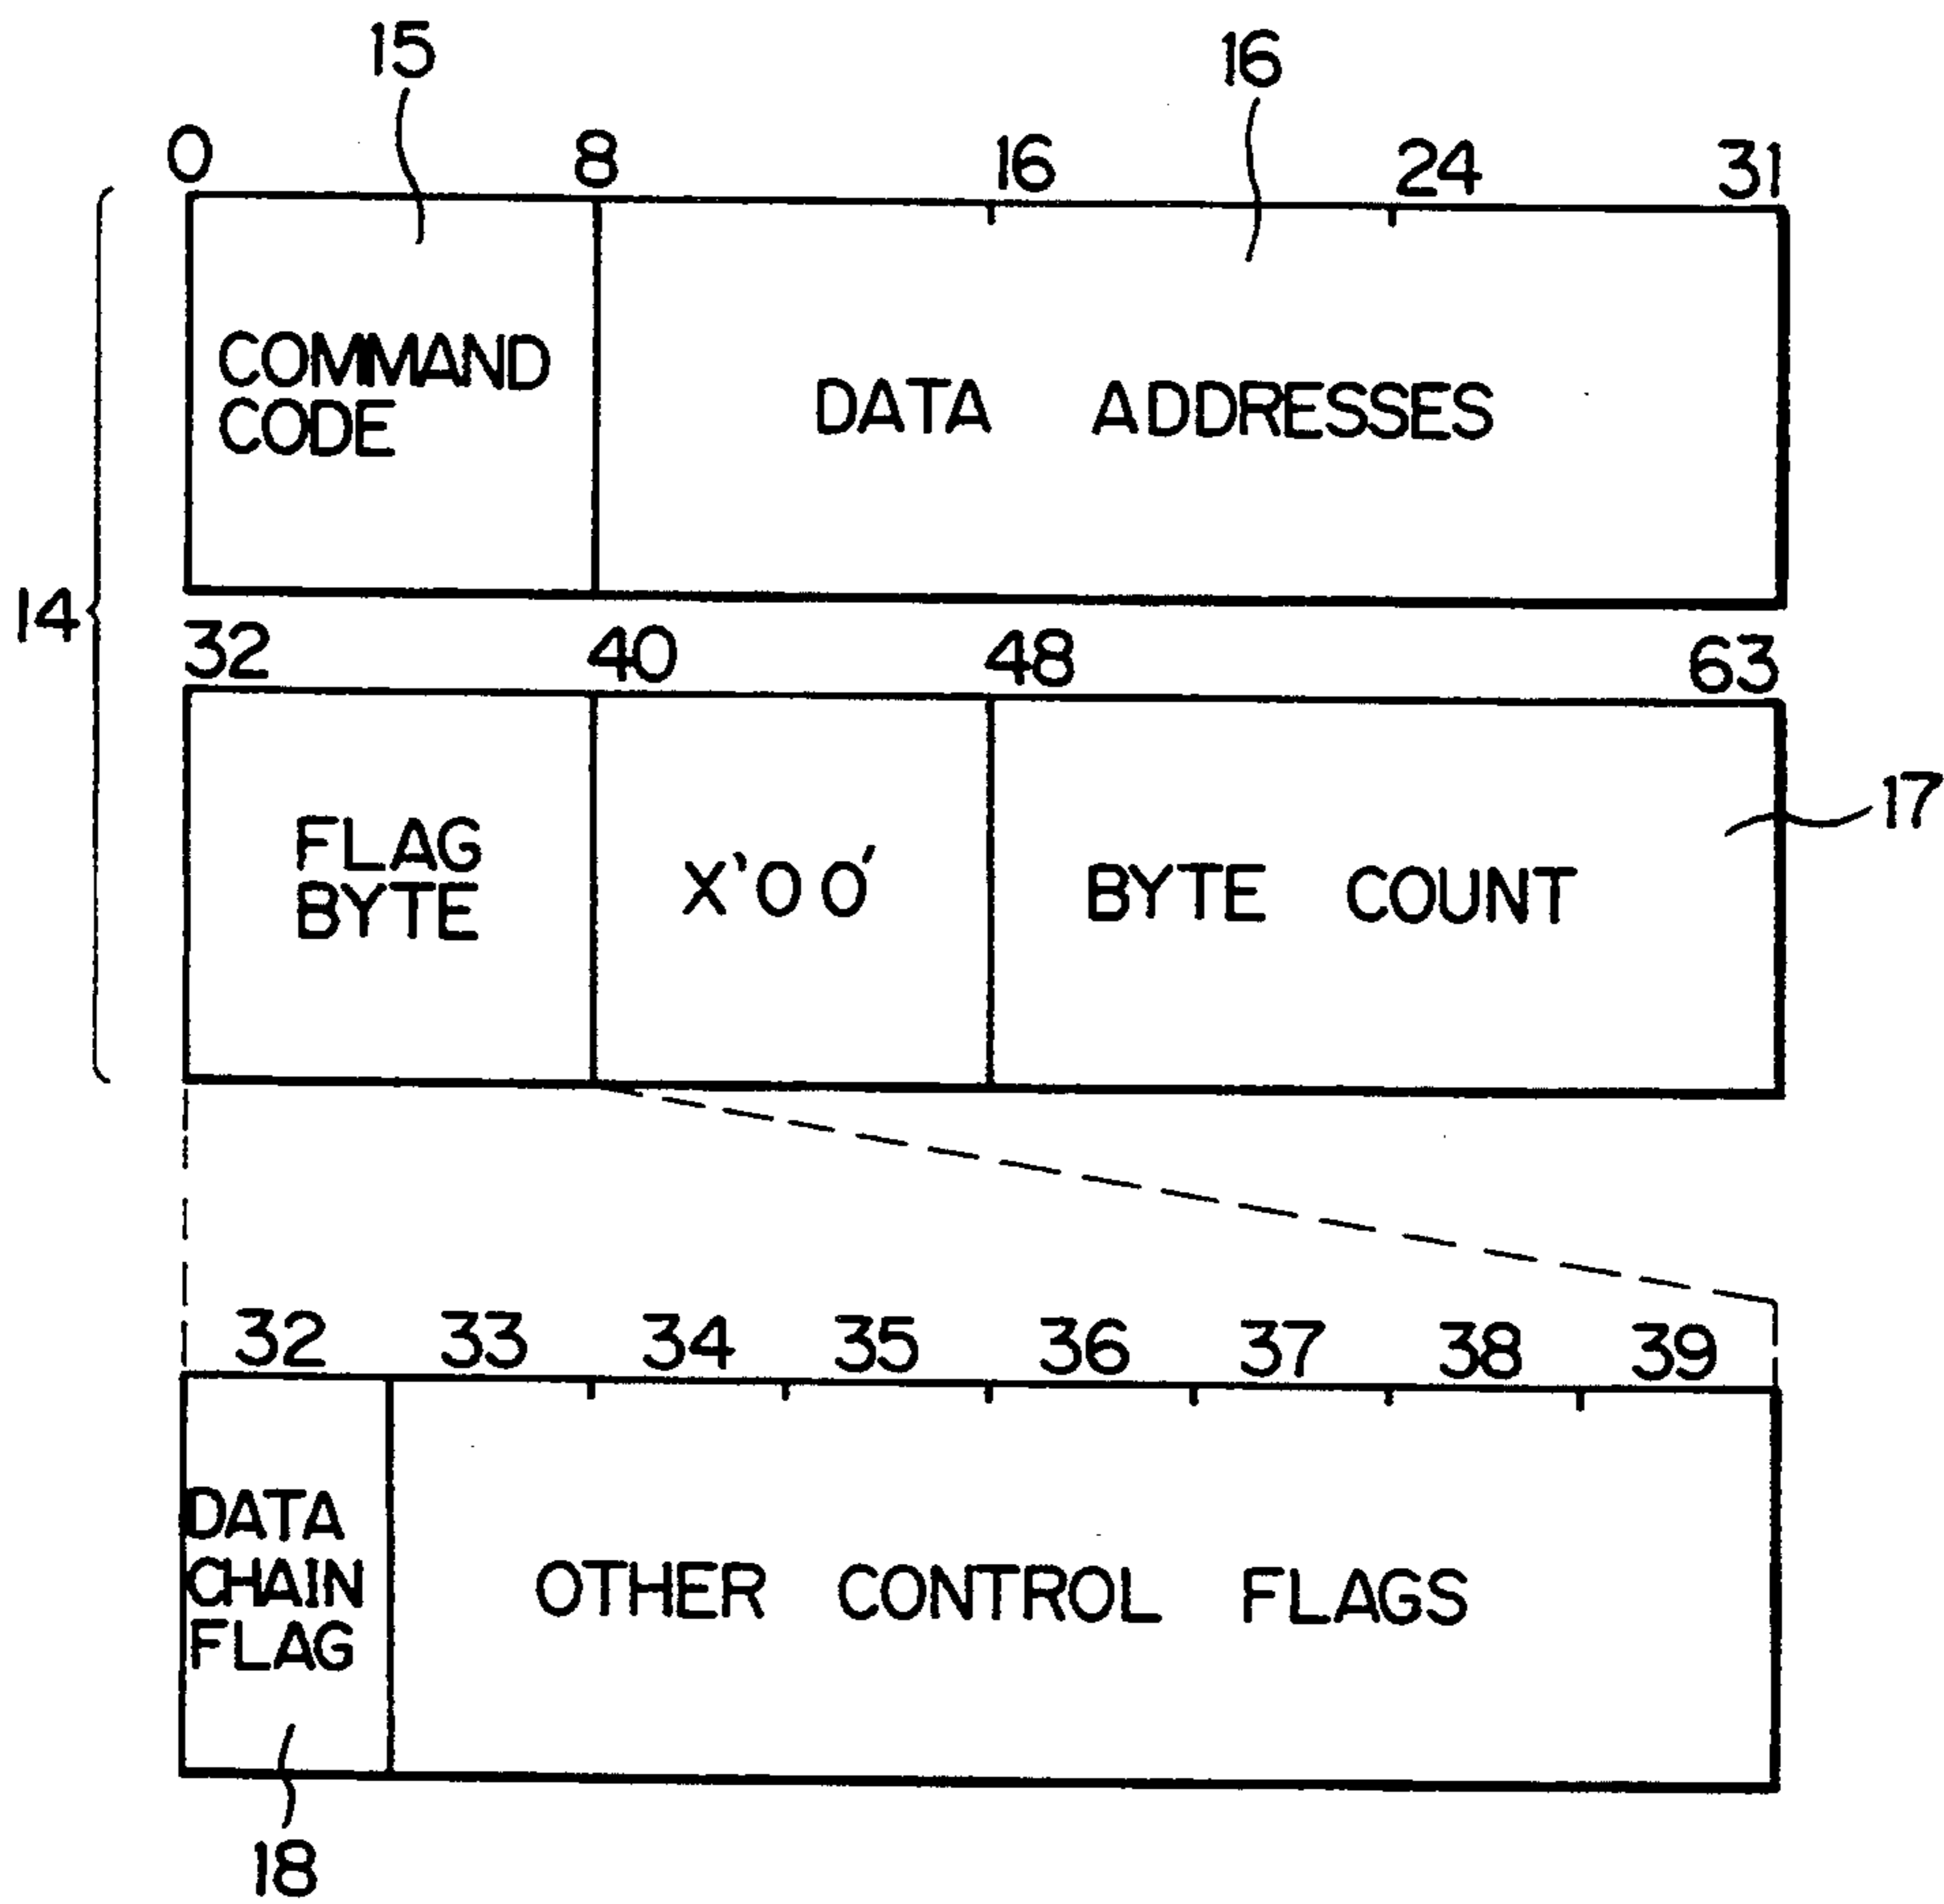 15 16
0 8 16 24 31
COMMAND
CODE
DATA ADDRESSES
14
32 40 48 63
FLAG
BYTE
X'00'
BYTE COUNT
17
32 33 34 35 36 37 38 39
DATA
CHAIN
FLAG
OTHER CONTROL FLAGS
18